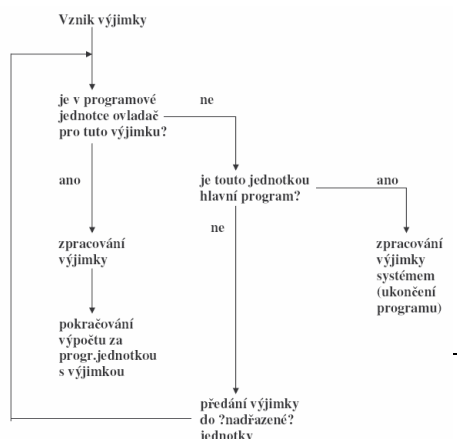 Vznik výjimky
je v programové
jednotce ovladač
pro tuto výjimku?
ne
ano
je touto jednotkou
hlavní program?
ano
ne
zpracování
výjimky
zpracování
výjimky
systémem
(ukončení
programu)
pokračování
výpočtu za
progr.jednotkou
s výjimkou
předání výjimky
do ?nadřazené?
jednotky